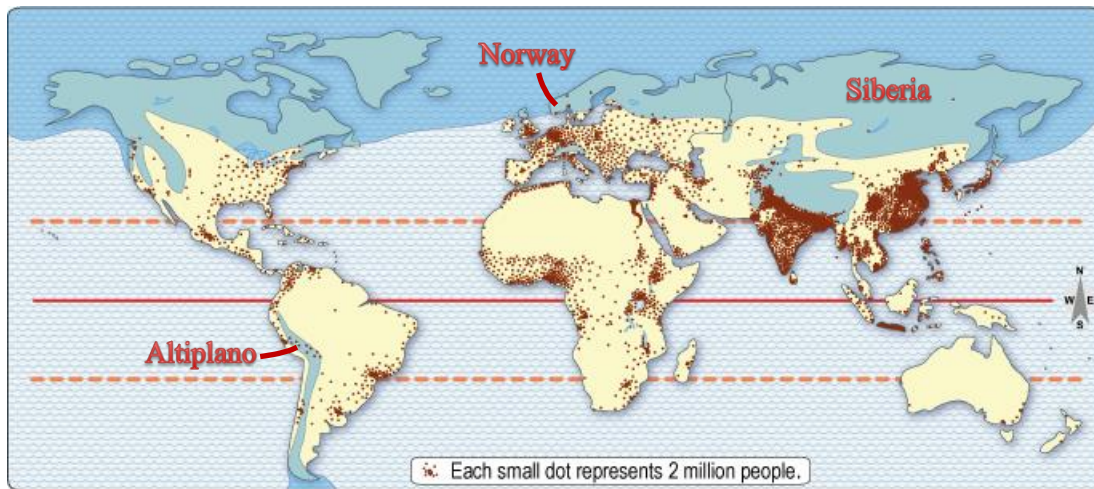 Norway
Siberia
N
W E
S
Altiplano
Each small dot represents 2 million people.